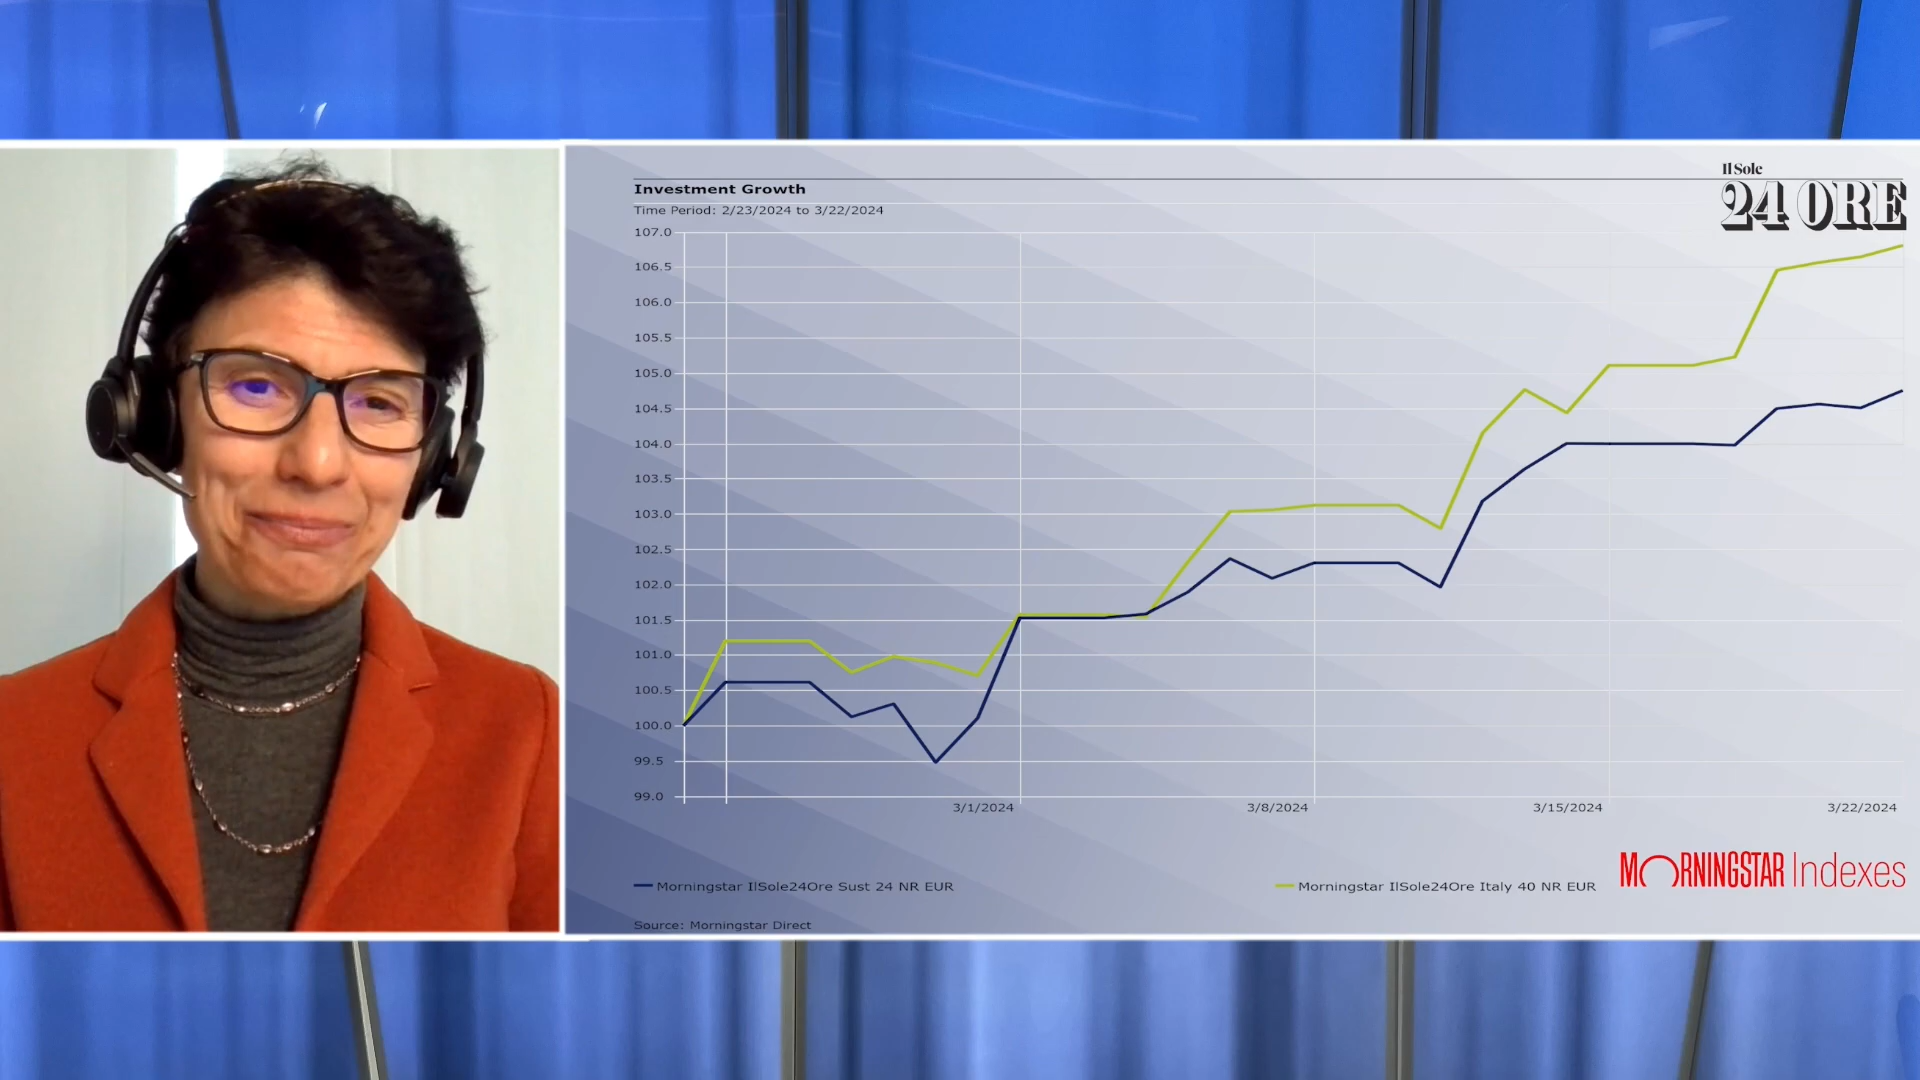 Investment Growth
Time Period: 2/23/2024 to 3/22/2024
Il Sole
24 ORE
107.0
106.5
106.0
105.5
105.0
104.5
104.0
103.5
103.0
102.5
102.0
101.5
101.0
100.5
100.0
99.5
99.0
3/1/2024
3/8/2024
3/15/2024
3/22/2024
Morningstar IlSole24Ore Sust 24 NR EUR
Morningstar IlSole24Ore Italy 40 NR EUR
MORNINGSTAR Indexes
Source: Morningstar Direct